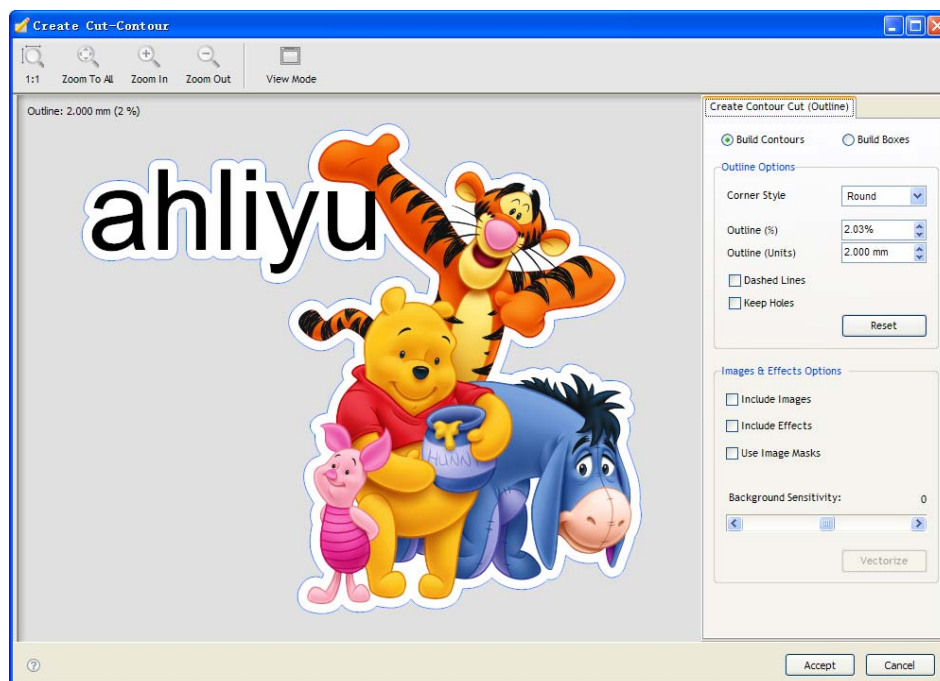 Create Cut-Contour
1:1 Zoom To All Zoom In Zoom Out View Mode
Outline: 2.000 mm (2 %)
ahliyu
HUNNY
Create Contour Cut (Outline)
Build Contours Build Boxes
Outline Options
Corner Style Round
Outline (%) 2.03%
Outline (Units) 2.000 mm
Dashed Lines
Keep Holes
Reset
Images & Effects Options
Include Images
Include Effects
Use Image Masks
Background Sensitivity: 0
Vectorize
? Accept Cancel